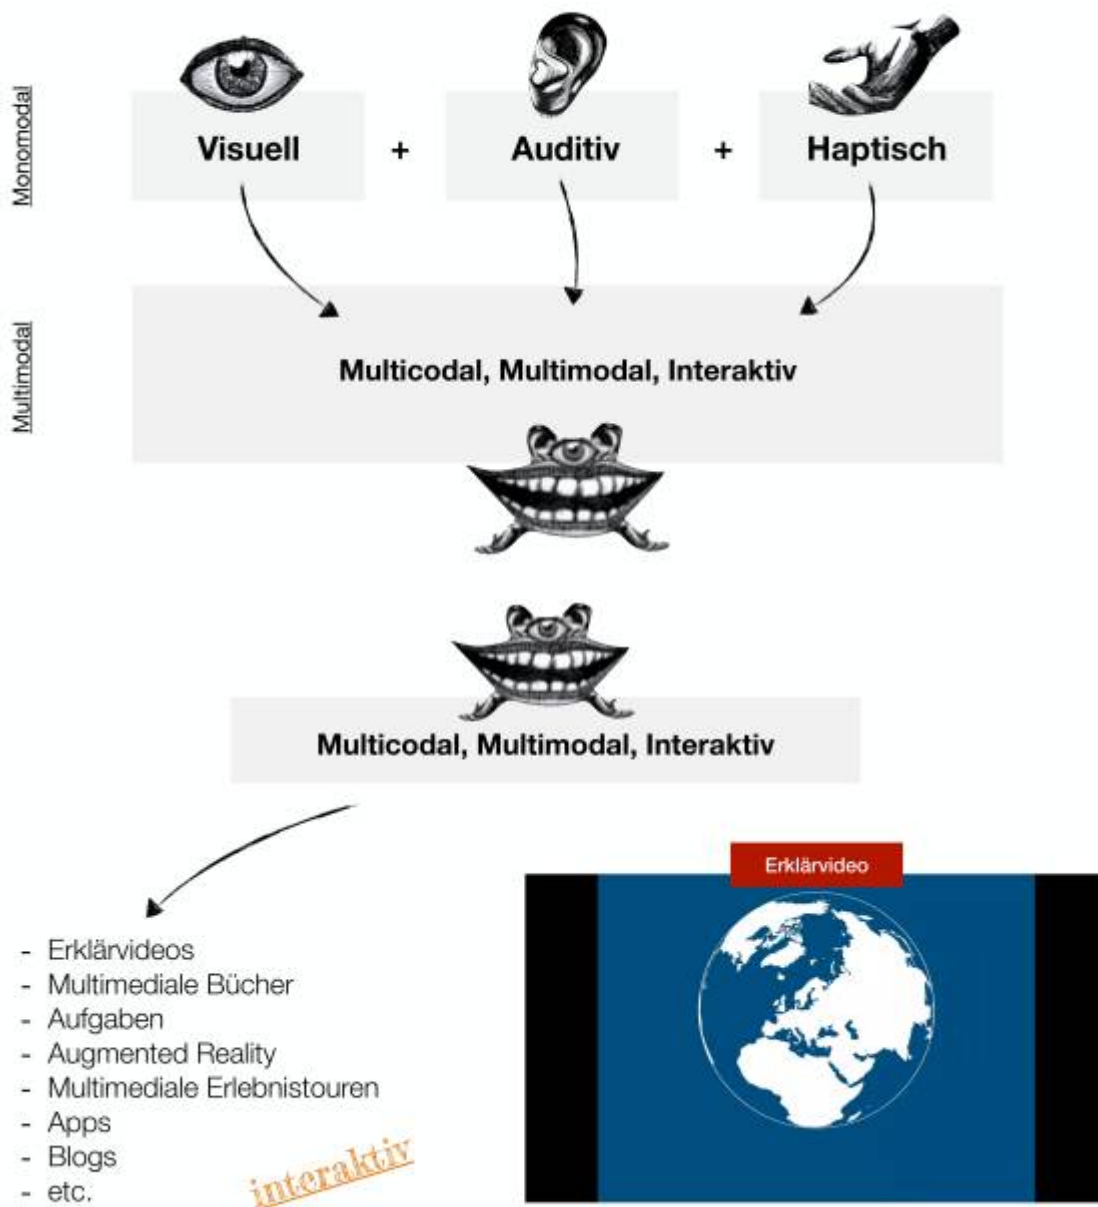 Monomodal
Visuell + Auditiv + Haptisch
Multimodal
Multicodal, Multimodal, Interaktiv
Multicodal, Multimodal, Interaktiv
- Erklärvideos
- Multimediale Bücher
- Aufgaben
- Augmented Reality
- Multimediale Erlebnistouren
- Apps
- Blogs
- etc.
interaktiv
Erklärvideo